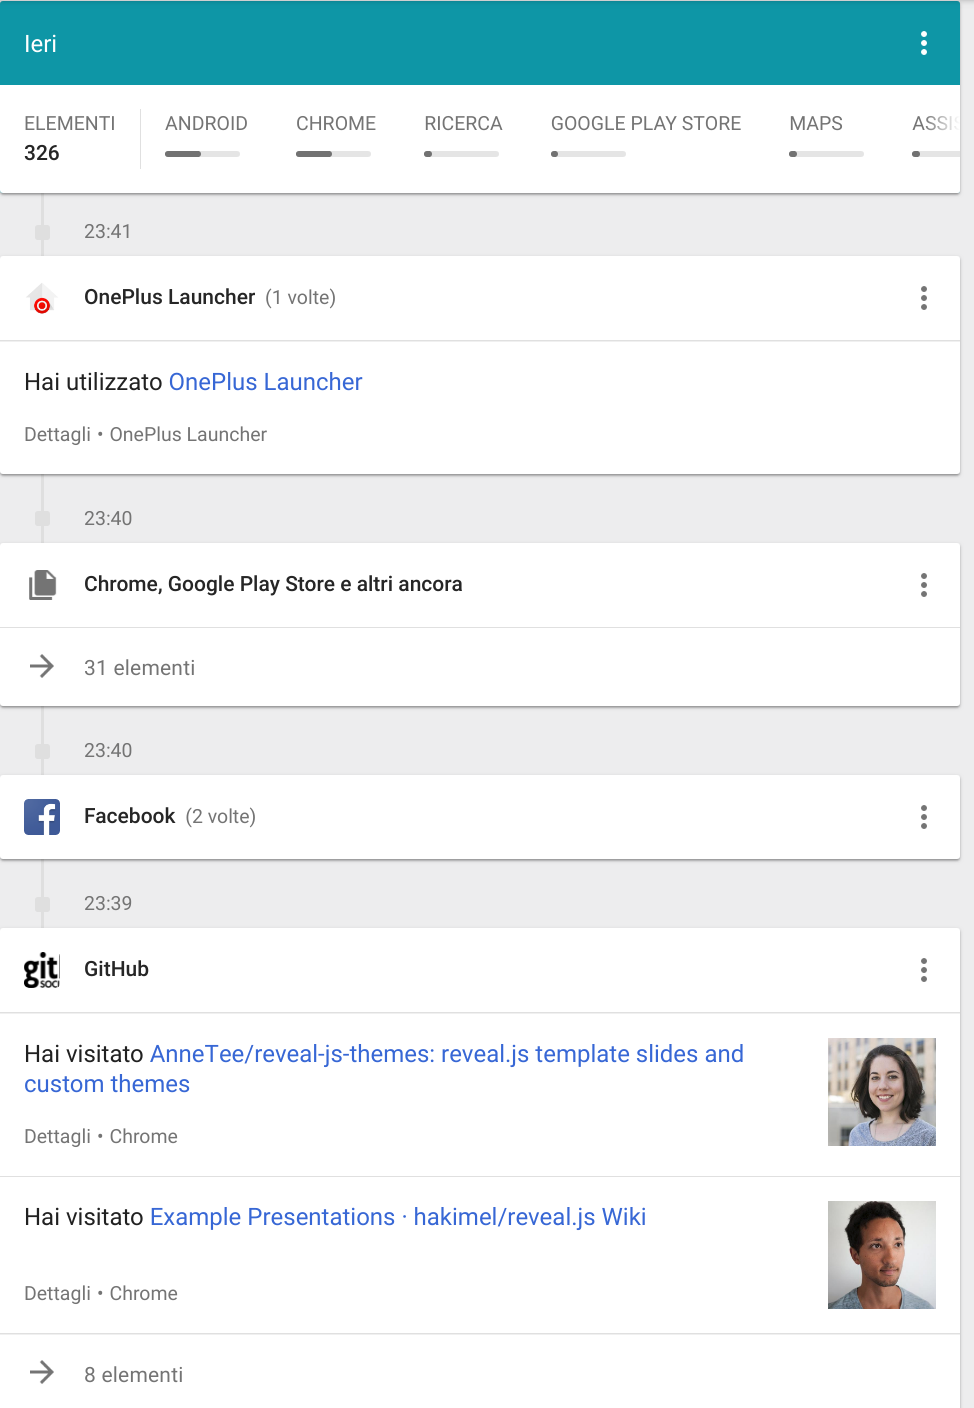 Ieri
ELEMENTI
326
ANDROID
CHROME
RICERCA
GOOGLE PLAY STORE
MAPS
ASSIS
23:41
OnePlus Launcher (1 volte)
Hai utilizzato OnePlus Launcher
Dettagli • OnePlus Launcher
23:40
Chrome, Google Play Store e altri ancora
31 elementi
23:40
Facebook (2 volte)
23:39
git
SOCI
GitHub
Hai visitato AnneTee/reveal-js-themes: reveal.js template slides and
custom themes
Dettagli • Chrome
Hai visitato Example Presentations · hakimel/reveal.js Wiki
Dettagli • Chrome
8 elementi